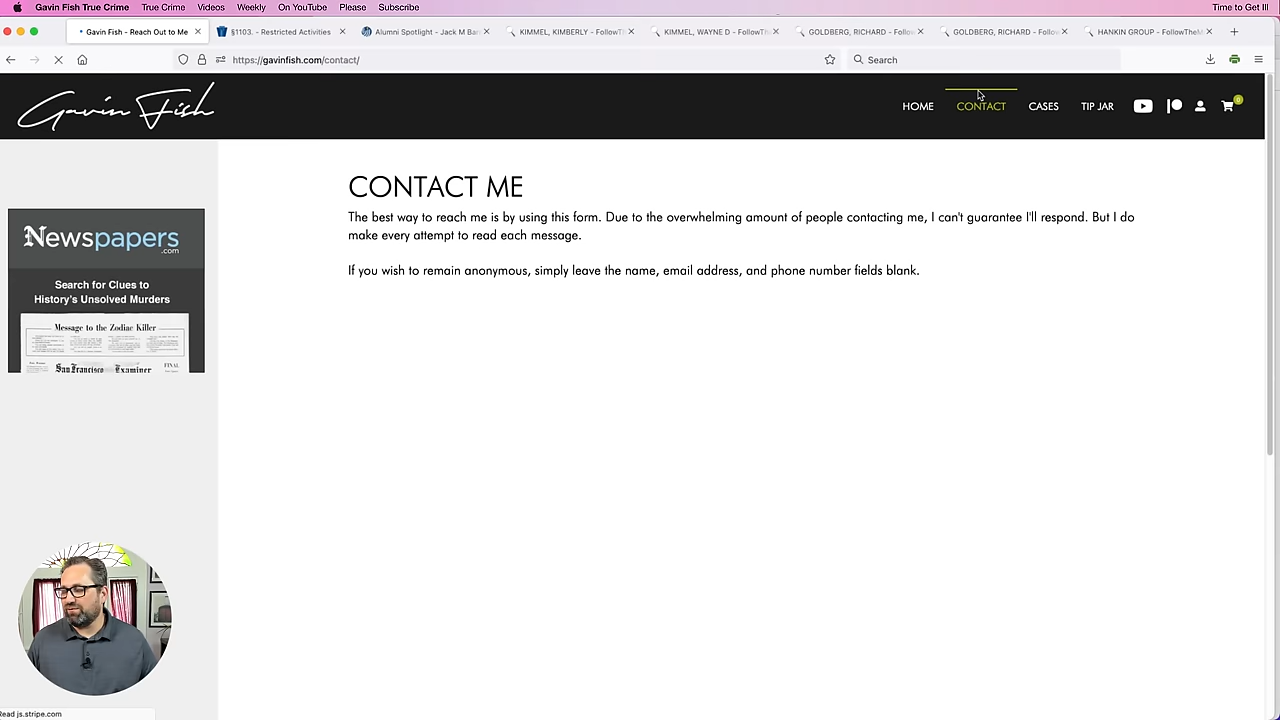 Gavin Fish True Crime True Crime Videos Weekly On YouTube Please Subscribe Time to Get Ill
Gavin Fish - Reach Out to Me §1103. - Restricted Activities Alumni Spotlight - Jack M Bar KIMMEL, KIMBERLY - FollowTh KIMMEL, WAYNE D - FollowThe GOLDBERG, RICHARD - Follow GOLDBERG, RICHARD - Follow HANKIN GROUP - FollowTheM
https://gavinfish.com/contact/ Search
Gavin Fish HOME CONTACT CASES TIP JAR 0
CONTACT ME
The best way to reach me is by using this form. Due to the overwhelming amount of people contacting me, I can't guarantee I'll respond. But I do
make every attempt to read each message.
If you wish to remain anonymous, simply leave the name, email address, and phone number fields blank.
Newspapers
.com
Search for Clues to
History's Unsolved Murders
Message to the Zodiac Killer
San Francisco Examiner FINAL
Read js.stripe.com